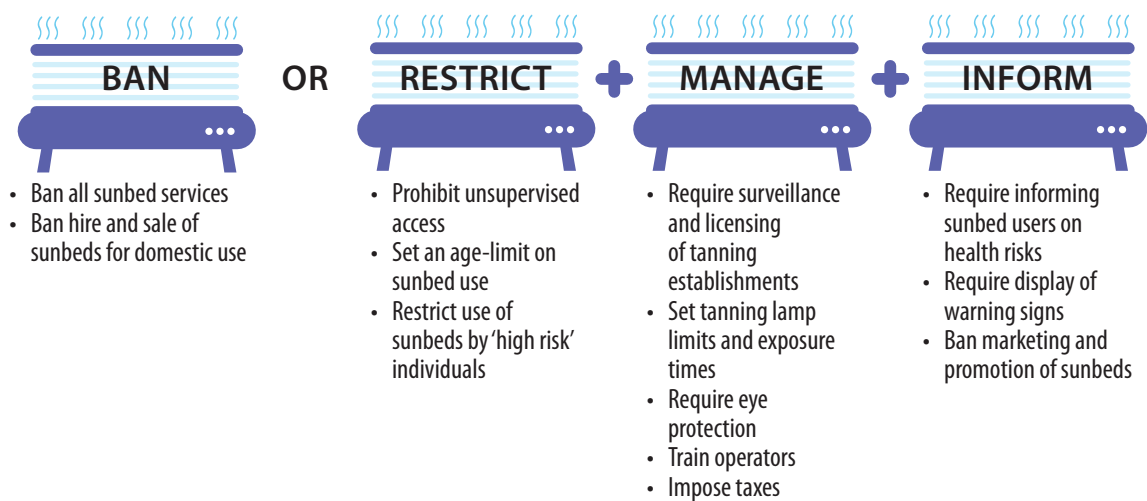 BAN
OR
RESTRICT
MANAGE
INFORM
• Ban all sunbed services
• Ban hire and sale of
sunbeds for domestic use
• Prohibit unsupervised
access
• Set an age-limit on
sunbed use
• Restrict use of
sunbeds by ‘high risk’
individuals
• Require surveillance
and licensing
of tanning
establishments
• Set tanning lamp
limits and exposure
times
• Require eye
protection
• Train operators
• Impose taxes
• Require informing
sunbed users on
health risks
• Require display of
warning signs
• Ban marketing and
promotion of sunbeds